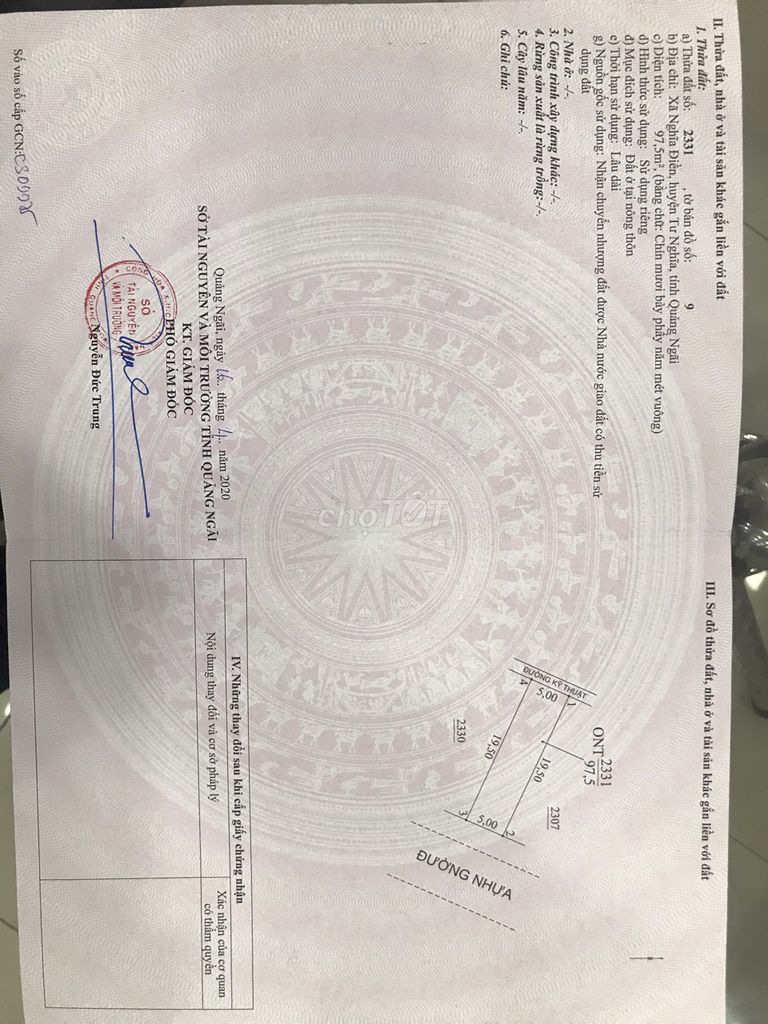 II. Thửa đất, nhà ở và tài sản khác gắn liền với đất
1. Thửa đất:
a) Thửa đất số: 2331 , tờ bản đồ số: 9
b) Địa chỉ: Xã Nghĩa Điền, huyện Tư Nghĩa, tỉnh Quảng Ngãi
c) Diện tích: 97,5m², (bằng chữ: Chín mươi bảy phẩy năm mét vuông)
d) Hình thức sử dụng: Sử dụng riêng
đ) Mục đích sử dụng: Đất ở tại nông thôn
e) Thời hạn sử dụng: Lâu dài
g) Nguồn gốc sử dụng: Nhận chuyển nhượng đất được Nhà nước giao đất có thu tiền sử
dụng đất
2. Nhà ở: -/-.
3. Công trình xây dựng khác: -/-.
4. Rừng sản xuất là rừng trồng: -/-.
5. Cây lâu năm: -/-.
6. Ghi chú:
Quảng Ngãi, ngày 16.. tháng .. năm 2020
SỞ TÀI NGUYÊN VÀ MÔI TRƯỜNG TỈNH QUẢNG NGÃI
KT. GIÁM ĐỐC
PHÓ GIÁM ĐỐC
SỞ
TÀI NGUYÊN
VÀ MÔI TRƯỜNG
Nguyễn Đức Trung
Số vào sổ cấp GCN:
III. Sơ đồ thửa đất, nhà ở và tài sản khác gắn liền với đất
ONT 2331
97,5
ĐƯỜNG KỸ THUẬT
1
5,00
4
19,50
2307
19,50
2330
2
5,00
3
ĐƯỜNG NHỰA
IV. Những thay đổi sau khi cấp giấy chứng nhận
Nội dung thay đổi và cơ sở pháp lý
Xác nhận của cơ quan
có thẩm quyền
choTỐT